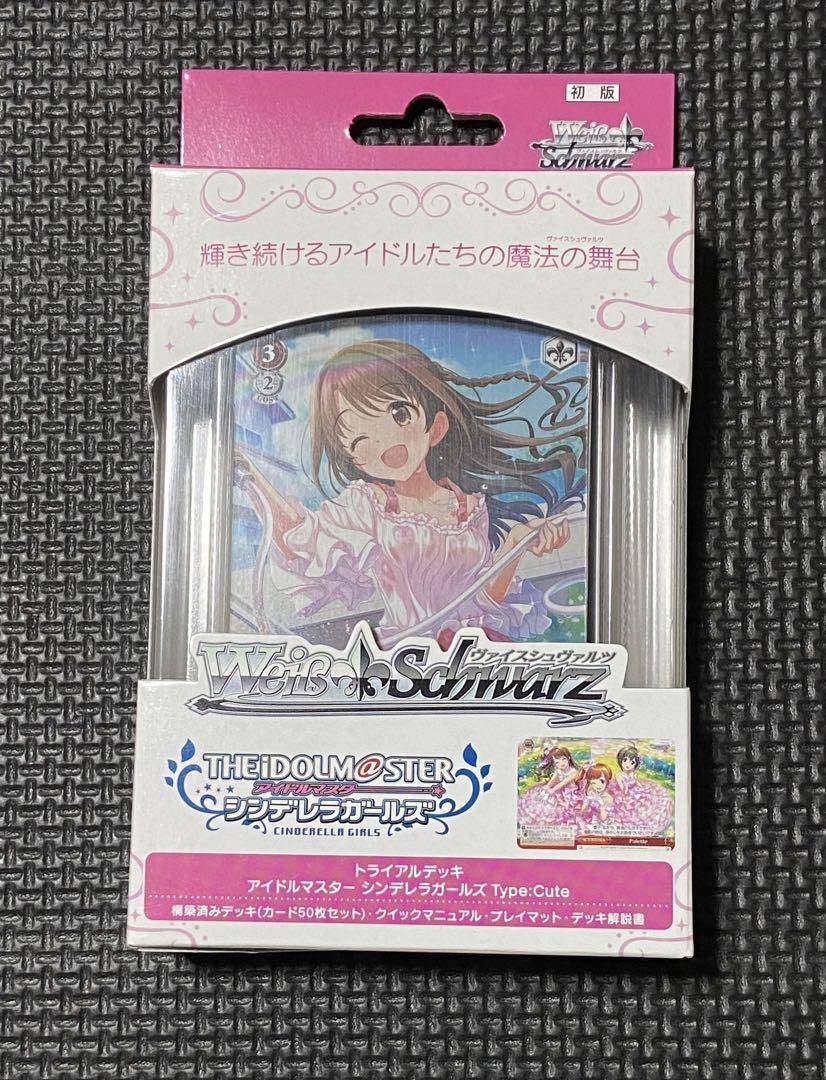 初版
Weiß Schwarz
ヴァイスシュヴァルツ
輝き続けるアイドルたちの魔法の舞台
3
2
COST
ヴァイスシュヴァルツ
Weiß Schwarz
THE iDOLM@STER
アイドルマスター
シンデレラガールズ
CINDERELLA GIRLS
Palette
トライアルデッキ
アイドルマスター シンデレラガールズ Type:Cute
構築済みデッキ(カード50枚セット)・クイックマニュアル・プレイマット・デッキ解説書